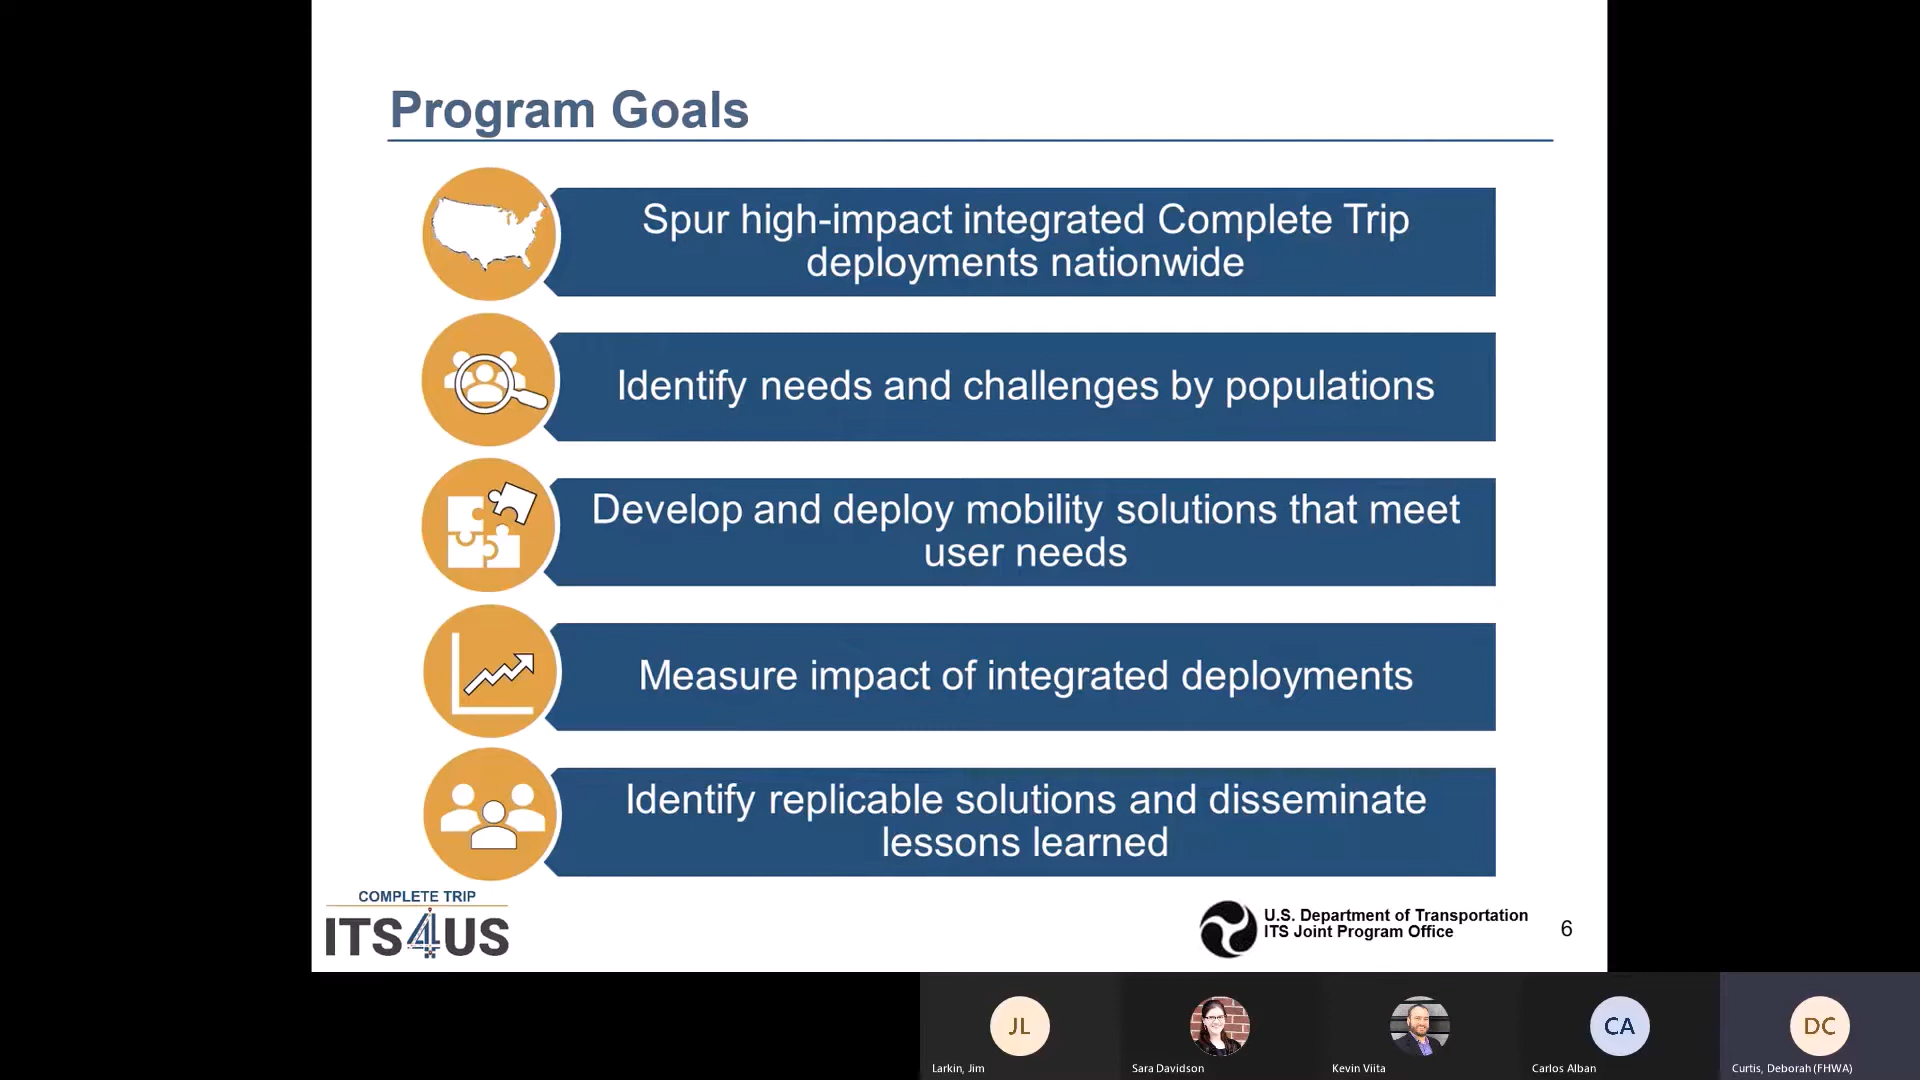 Program Goals
Spur high-impact integrated Complete Trip
deployments nationwide
Identify needs and challenges by populations
Develop and deploy mobility solutions that meet
user needs
Measure impact of integrated deployments
Identify replicable solutions and disseminate
lessons learned
COMPLETE TRIP
ITS4US
U.S. Department of Transportation
ITS Joint Program Office
6
JL
CA
DC
Larkin, Jim
Sara Davidson
Kevin Viita
Carlos Alban
Curtis, Deborah (FHWA)